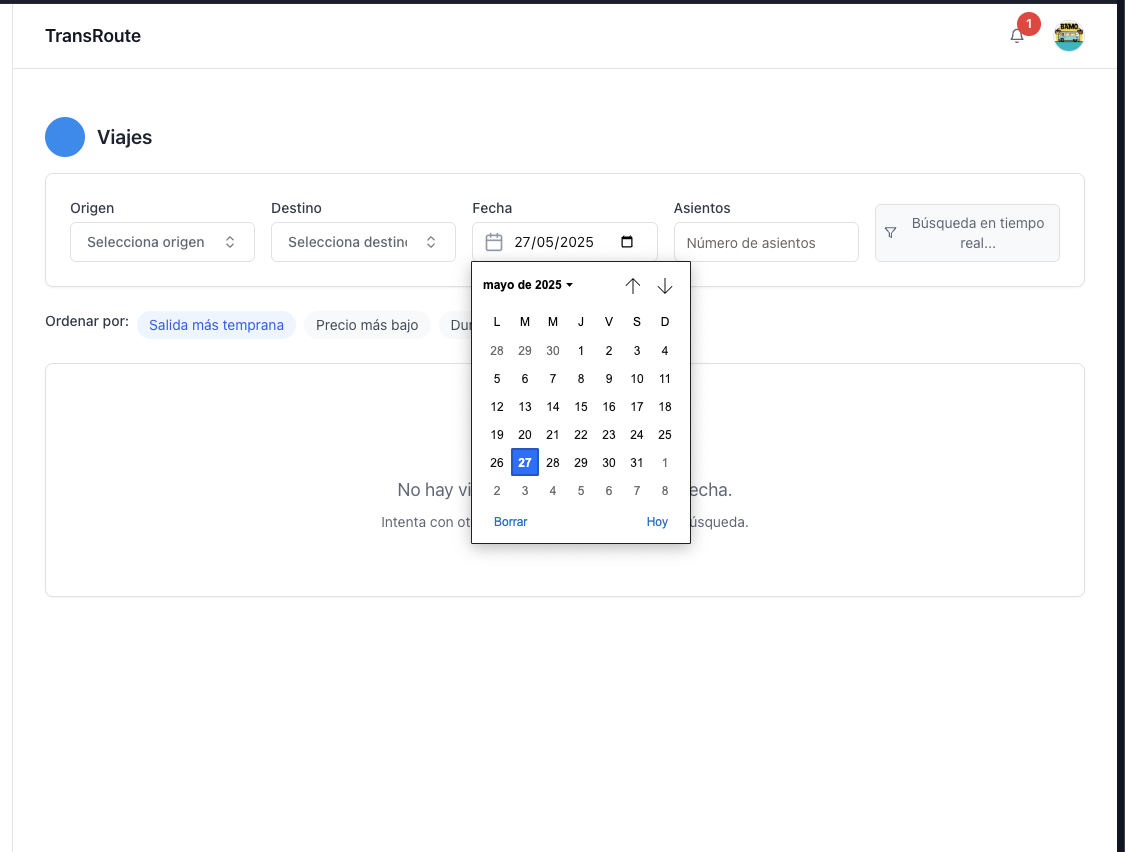 TransRoute
1
BAMO
Viajes
Origen
Destino
Fecha
Asientos
Selecciona origen
Selecciona destin
27/05/2025
Número de asientos
Búsqueda en tiempo
real...
mayo de 2025
L M M J V S D
28 29 30 1 2 3 4
5 6 7 8 9 10 11
12 13 14 15 16 17 18
19 20 21 22 23 24 25
26 27 28 29 30 31 1
2 3 4 5 6 7 8
Borrar
Hoy
Ordenar por:
Salida más temprana
Precio más bajo
Du
No hay vi
echa.
Intenta con ot
úsqueda.